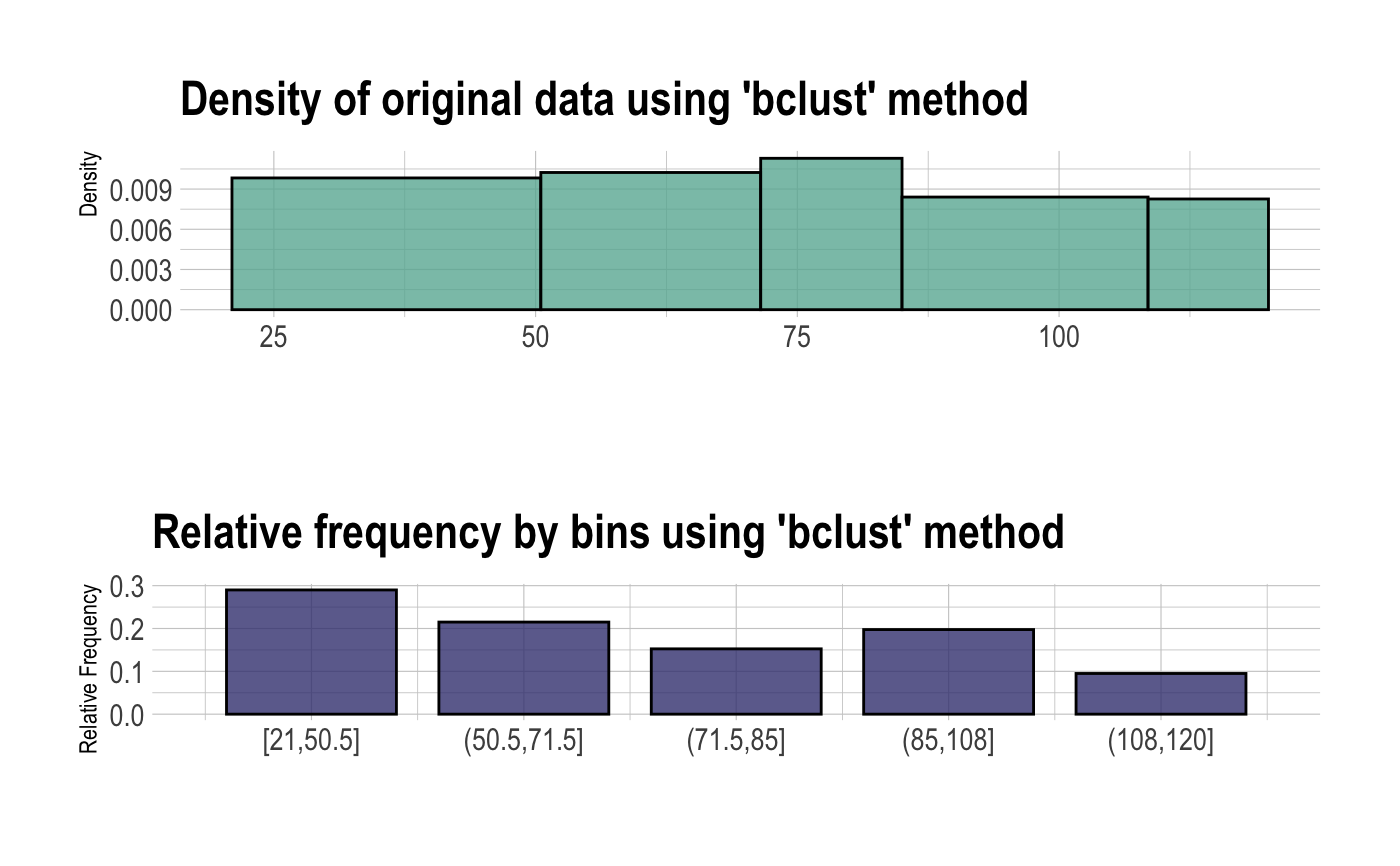 Density of original data using 'bclust' method
Density
0.009
0.006
0.003
0.000
25 50 75 100
Relative frequency by bins using 'bclust' method
Relative Frequency
0.3
0.2
0.1
0.0
[21,50.5] (50.5,71.5] (71.5,85] (85,108] (108,120]